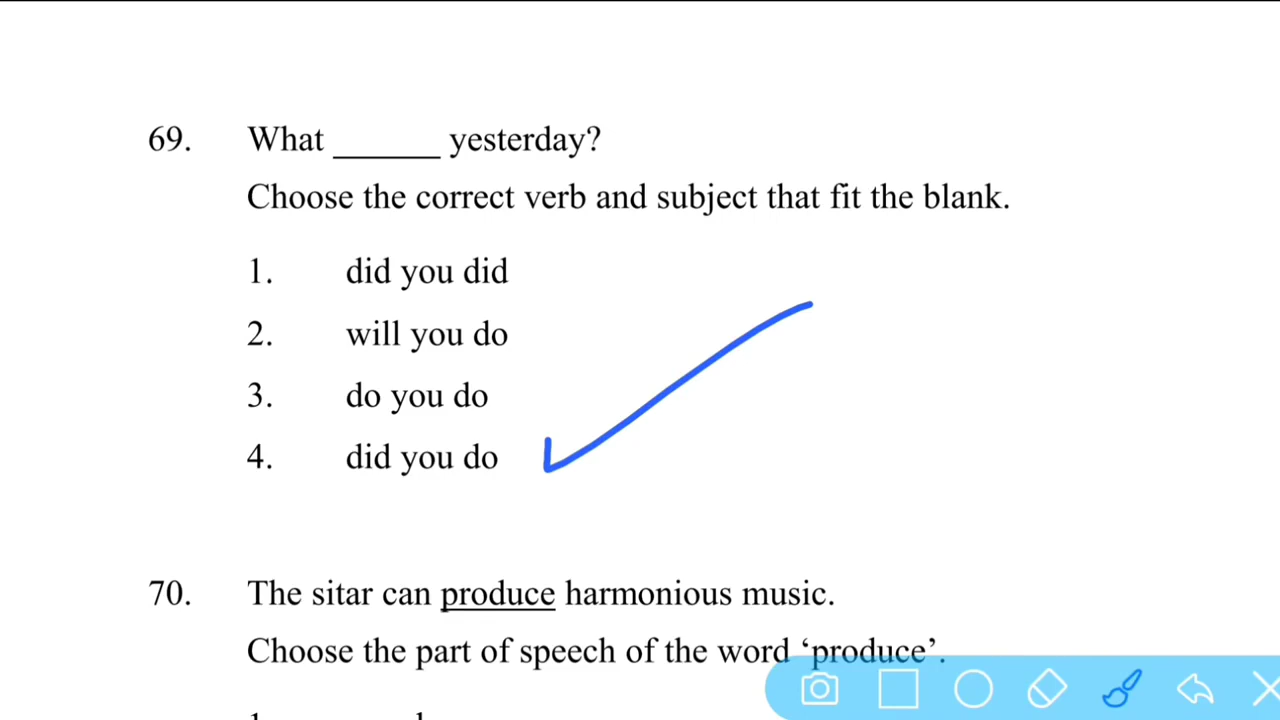 69. What ______ yesterday?
Choose the correct verb and subject that fit the blank.
1. did you did
2. will you do
3. do you do
4. did you do
70. The sitar can produce harmonious music.
Choose the part of speech of the word ‘produce’.